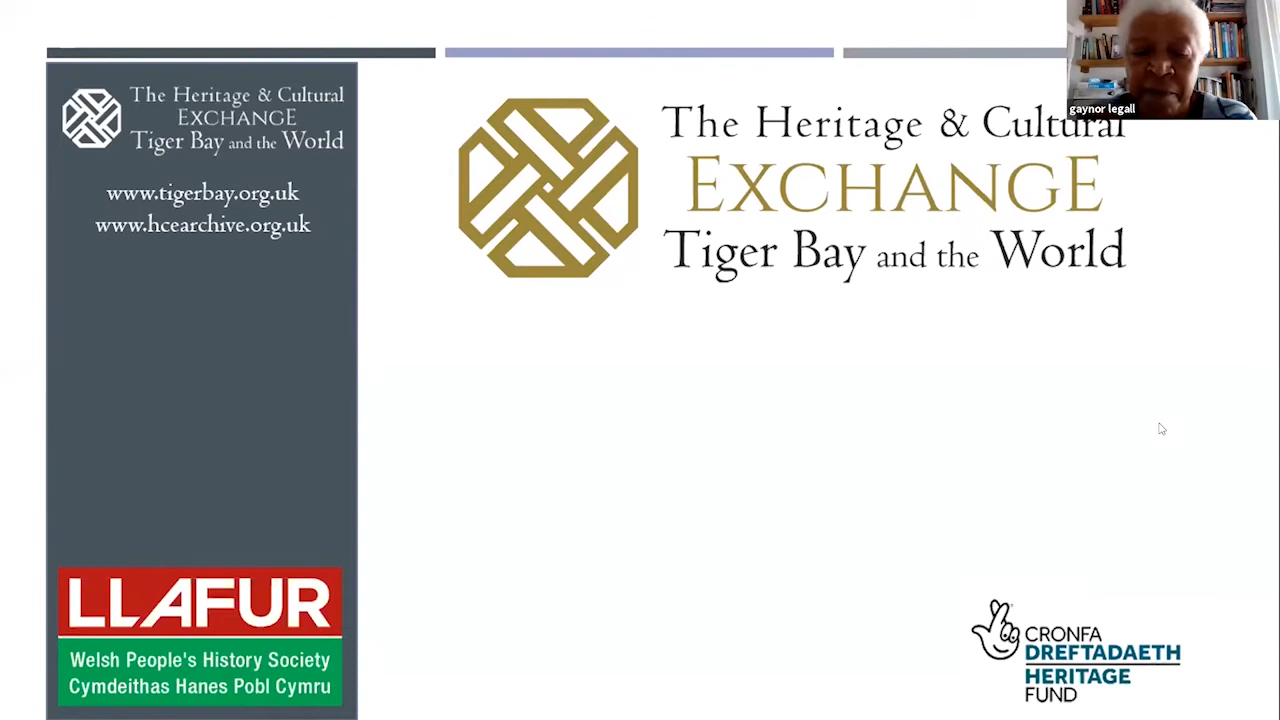 The Heritage & Cultural
EXCHANGE
Tiger Bay and the World
www.tigerbay.org.uk
www.hcearchive.org.uk
The Heritage & Cultural
EXCHANGE
Tiger Bay and the World
gaynor legall
LLAFUR
Welsh People's History Society
Cymdeithas Hanes Pobl Cymru
CRONFA
DREFTADAETH
HERITAGE
FUND